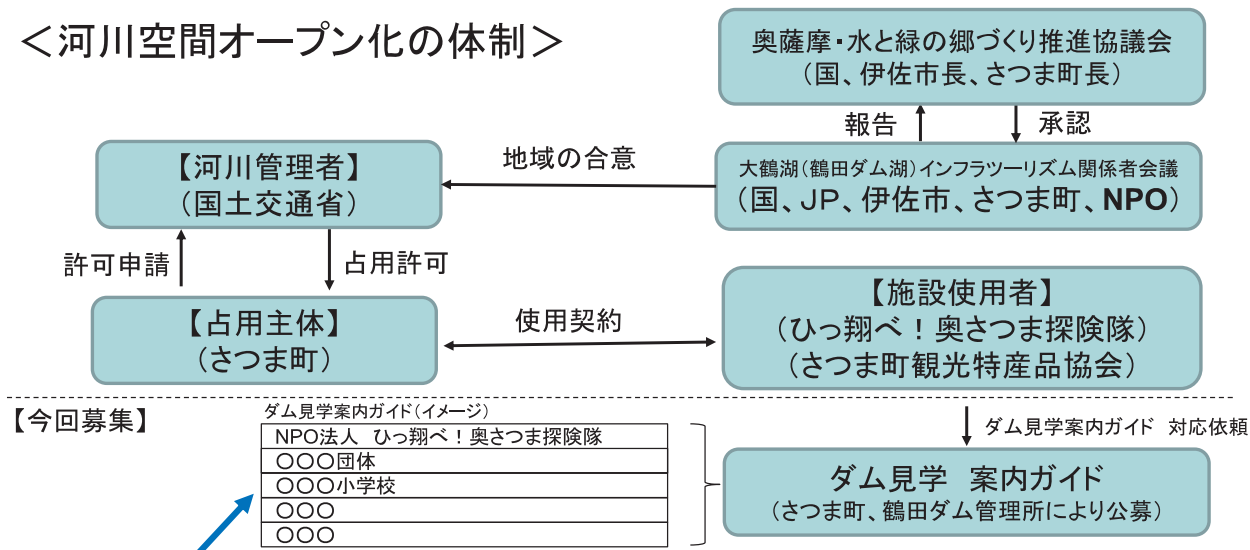 ＜河川空間オープン化の体制＞
奥薩摩・水と緑の郷づくり推進協議会
（国、伊佐市長、さつま町長）
報告
承認
大鶴湖（鶴田ダム湖）インフラツーリズム関係者会議
（国、JP、伊佐市、さつま町、NPO）
地域の合意
【河川管理者】
（国土交通省）
許可申請
占用許可
【占用主体】
（さつま町）
使用契約
【施設使用者】
（ひっ翔べ！奥さつま探険隊）
（さつま町観光特産品協会）
【今回募集】
ダム見学案内ガイド（イメージ）
NPO法人　ひっ翔べ！奥さつま探険隊
〇〇〇団体
〇〇〇小学校
〇〇〇
〇〇〇
ダム見学案内ガイド　対応依頼
ダム見学　案内ガイド
（さつま町、鶴田ダム管理所により公募）